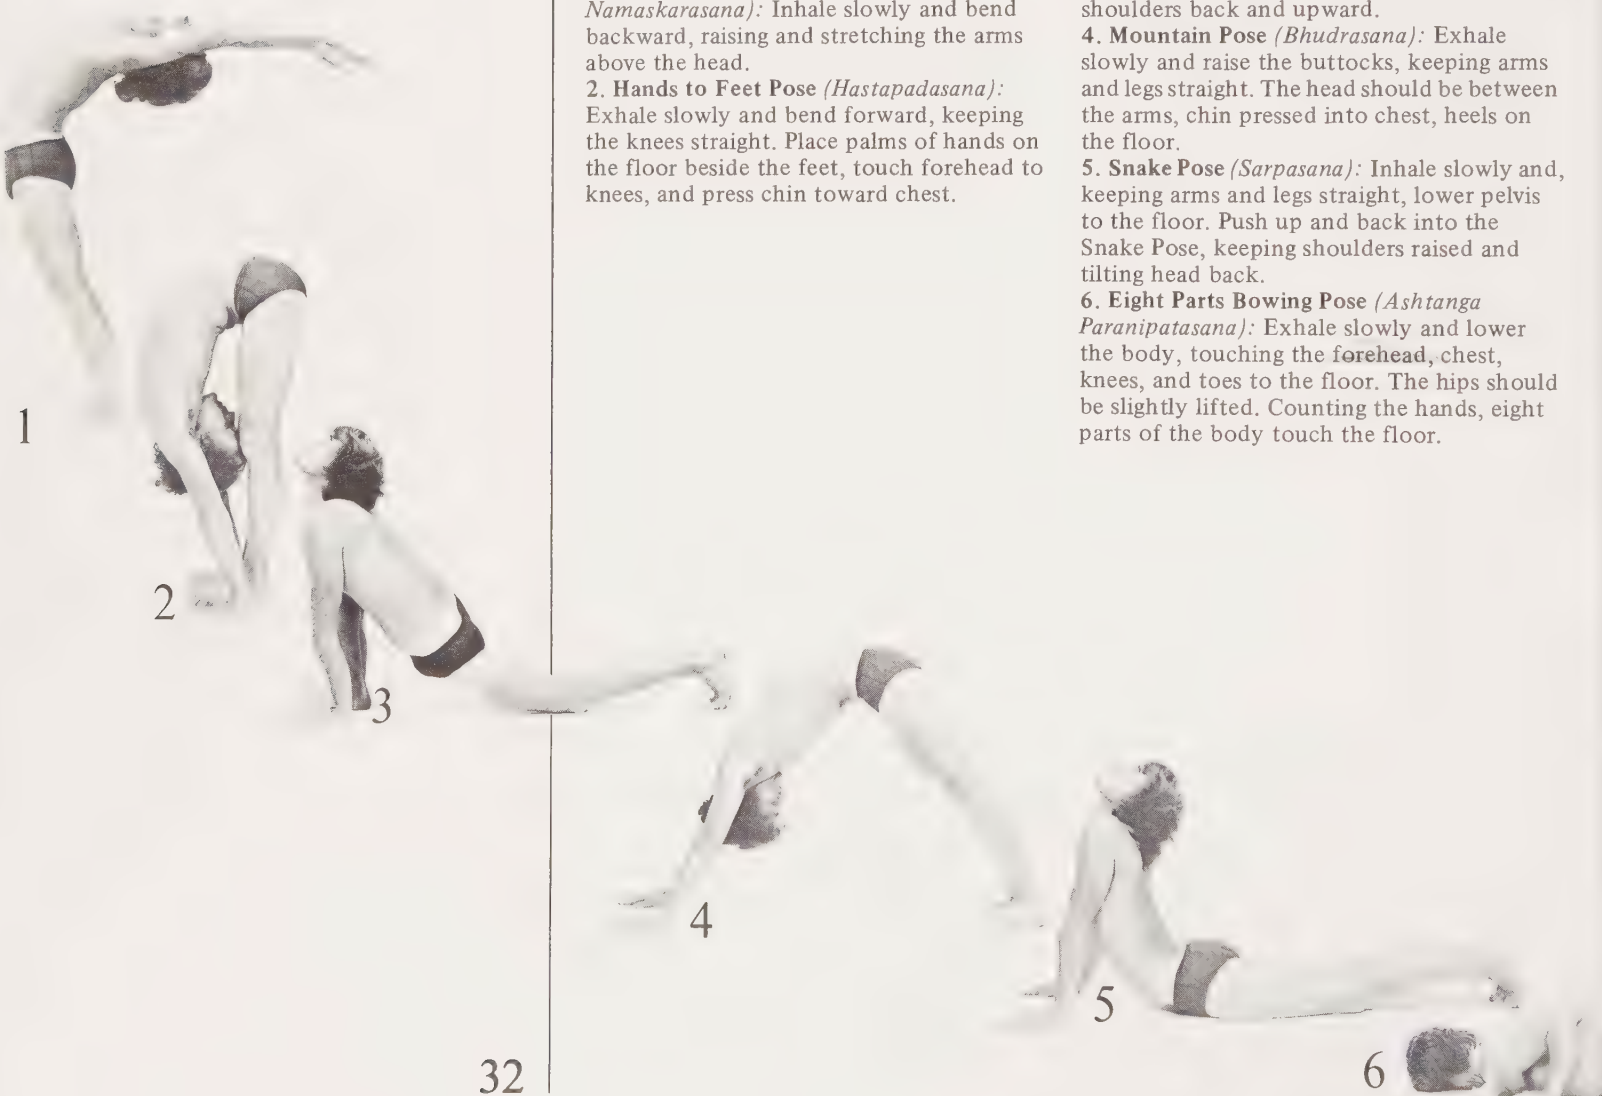 Namaskarasana): Inhale slowly and bend
backward, raising and stretching the arms
above the head.
2. Hands to Feet Pose (Hastapadasana):
Exhale slowly and bend forward, keeping
the knees straight. Place palms of hands on
the floor beside the feet, touch forehead to
knees, and press chin toward chest.
shoulders back and upward.
4. Mountain Pose (Bhudrasana): Exhale
slowly and raise the buttocks, keeping arms
and legs straight. The head should be between
the arms, chin pressed into chest, heels on
the floor.
5. Snake Pose (Sarpasana): Inhale slowly and,
keeping arms and legs straight, lower pelvis
to the floor. Push up and back into the
Snake Pose, keeping shoulders raised and
tilting head back.
6. Eight Parts Bowing Pose (Ashtanga
Paranipatasana): Exhale slowly and lower
the body, touching the forehead, chest,
knees, and toes to the floor. The hips should
be slightly lifted. Counting the hands, eight
parts of the body touch the floor.
1
2
3
4
5
6
32